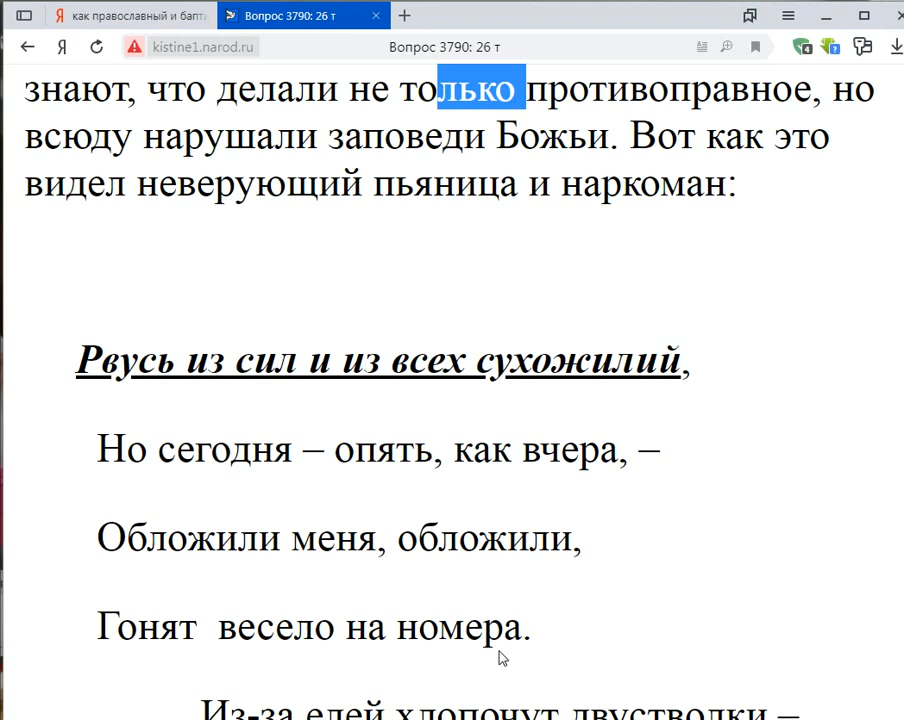 как православный и бапти
Вопрос 3790: 26 т
kistine1.narod.ru
Вопрос 3790: 26 т
знают, что делали не только противоправное, но
всюду нарушали заповеди Божьи. Вот как это
видел неверующий пьяница и наркоман:
Рвусь из сил и из всех сухожилий,
Но сегодня – опять, как вчера, –
Обложили меня, обложили,
Гонят весело на номера.
Из-за елей хлопочут двустволки –